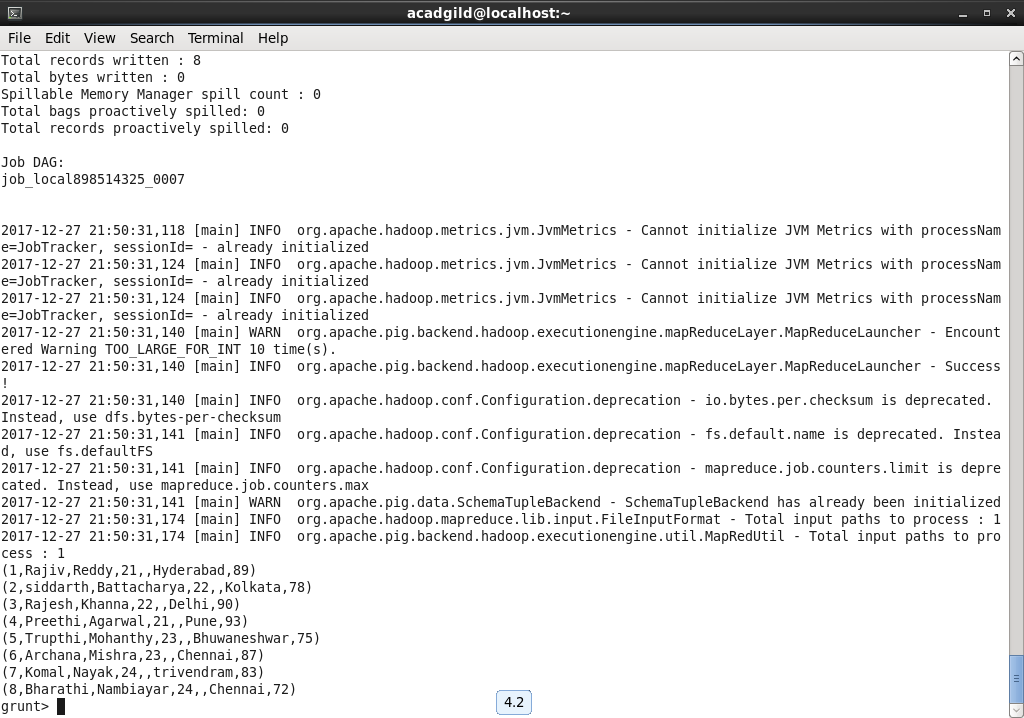 acadgild@localhost:~
File Edit View Search Terminal Help
Total records written : 8
Total bytes written : 0
Spillable Memory Manager spill count : 0
Total bags proactively spilled: 0
Total records proactively spilled: 0
Job DAG:
job_local898514325_0007
2017-12-27 21:50:31,118 [main] INFO  org.apache.hadoop.metrics.jvm.JvmMetrics - Cannot initialize JVM Metrics with processNam
e=JobTracker, sessionId= - already initialized
2017-12-27 21:50:31,124 [main] INFO  org.apache.hadoop.metrics.jvm.JvmMetrics - Cannot initialize JVM Metrics with processNam
e=JobTracker, sessionId= - already initialized
2017-12-27 21:50:31,124 [main] INFO  org.apache.hadoop.metrics.jvm.JvmMetrics - Cannot initialize JVM Metrics with processNam
e=JobTracker, sessionId= - already initialized
2017-12-27 21:50:31,140 [main] WARN  org.apache.pig.backend.hadoop.executionengine.mapReduceLayer.MapReduceLauncher - Encount
ered Warning TOO_LARGE_FOR_INT 10 time(s).
2017-12-27 21:50:31,140 [main] INFO  org.apache.pig.backend.hadoop.executionengine.mapReduceLayer.MapReduceLauncher - Success
!
2017-12-27 21:50:31,140 [main] INFO  org.apache.hadoop.conf.Configuration.deprecation - io.bytes.per.checksum is deprecated.
Instead, use dfs.bytes-per-checksum
2017-12-27 21:50:31,141 [main] INFO  org.apache.hadoop.conf.Configuration.deprecation - fs.default.name is deprecated. Instea
d, use fs.defaultFS
2017-12-27 21:50:31,141 [main] INFO  org.apache.hadoop.conf.Configuration.deprecation - mapreduce.job.counters.limit is depre
cated. Instead, use mapreduce.job.counters.max
2017-12-27 21:50:31,141 [main] WARN  org.apache.pig.data.SchemaTupleBackend - SchemaTupleBackend has already been initialized
2017-12-27 21:50:31,174 [main] INFO  org.apache.hadoop.mapreduce.lib.input.FileInputFormat - Total input paths to process : 1
2017-12-27 21:50:31,174 [main] INFO  org.apache.pig.backend.hadoop.executionengine.util.MapRedUtil - Total input paths to pro
cess : 1
(1,Rajiv,Reddy,21,,Hyderabad,89)
(2,siddarth,Battacharya,22,,Kolkata,78)
(3,Rajesh,Khanna,22,,Delhi,90)
(4,Preethi,Agarwal,21,,Pune,93)
(5,Trupthi,Mohanthy,23,,Bhuwaneshwar,75)
(6,Archana,Mishra,23,,Chennai,87)
(7,Komal,Nayak,24,,trivendram,83)
(8,Bharathi,Nambiayar,24,,Chennai,72)
grunt>
4.2